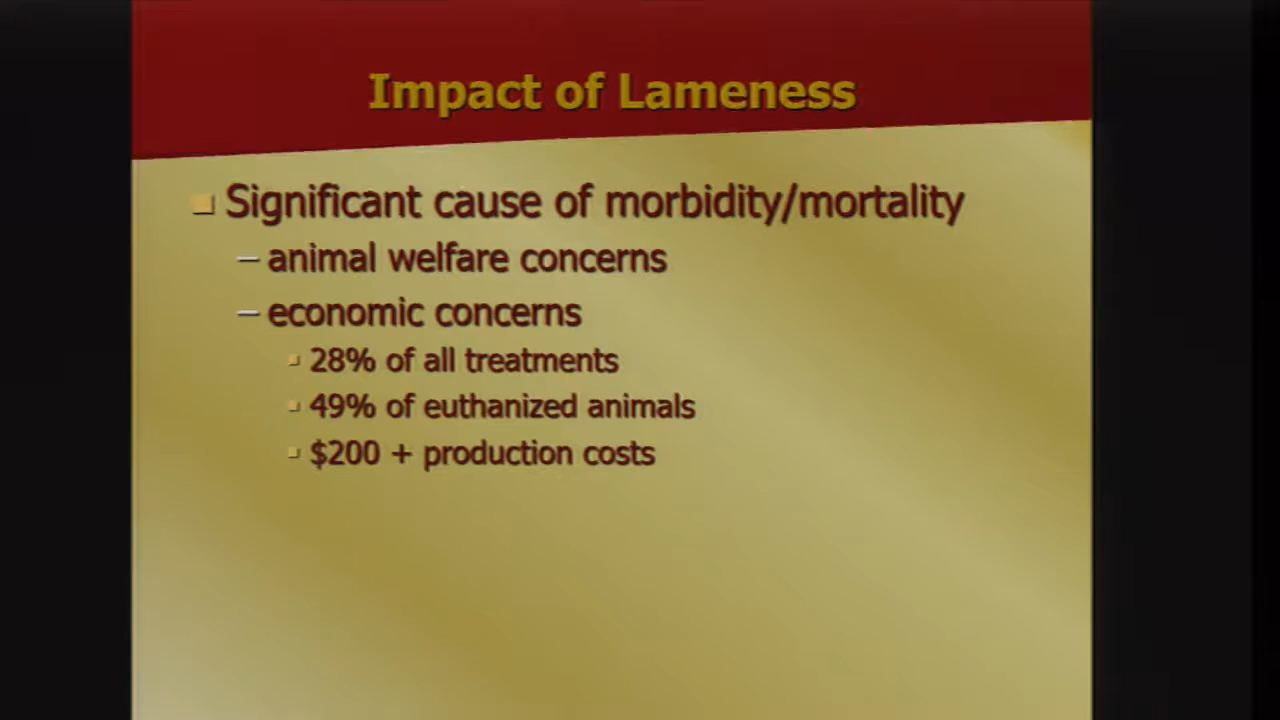 Impact of Lameness
Significant cause of morbidity/mortality
– animal welfare concerns
– economic concerns
28% of all treatments
49% of euthanized animals
$200 + production costs